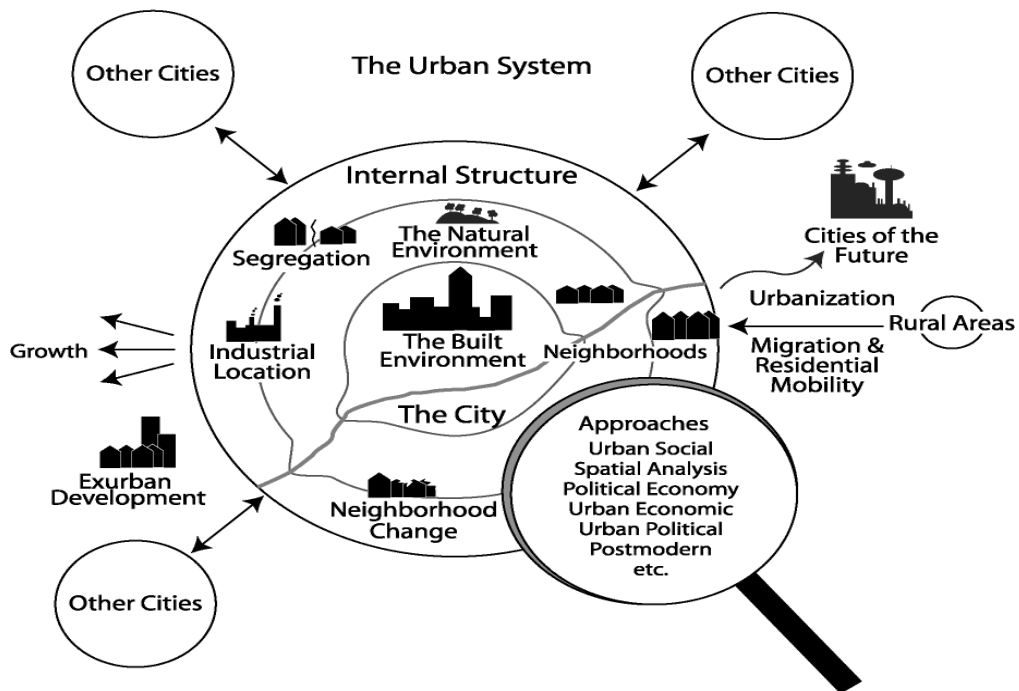 The Urban System
Other Cities
Other Cities
Internal Structure
The Natural
Environment
Segregation
Cities of the
Future
Urbanization
Rural Areas
Migration &
Residential
Mobility
Growth
Industrial
Location
The Built
Environment
Neighborhoods
The City
Exurban
Development
Neighborhood
Change
Approaches
Urban Social
Spatial Analysis
Political Economy
Urban Economic
Urban Political
Postmodern
etc.
Other Cities